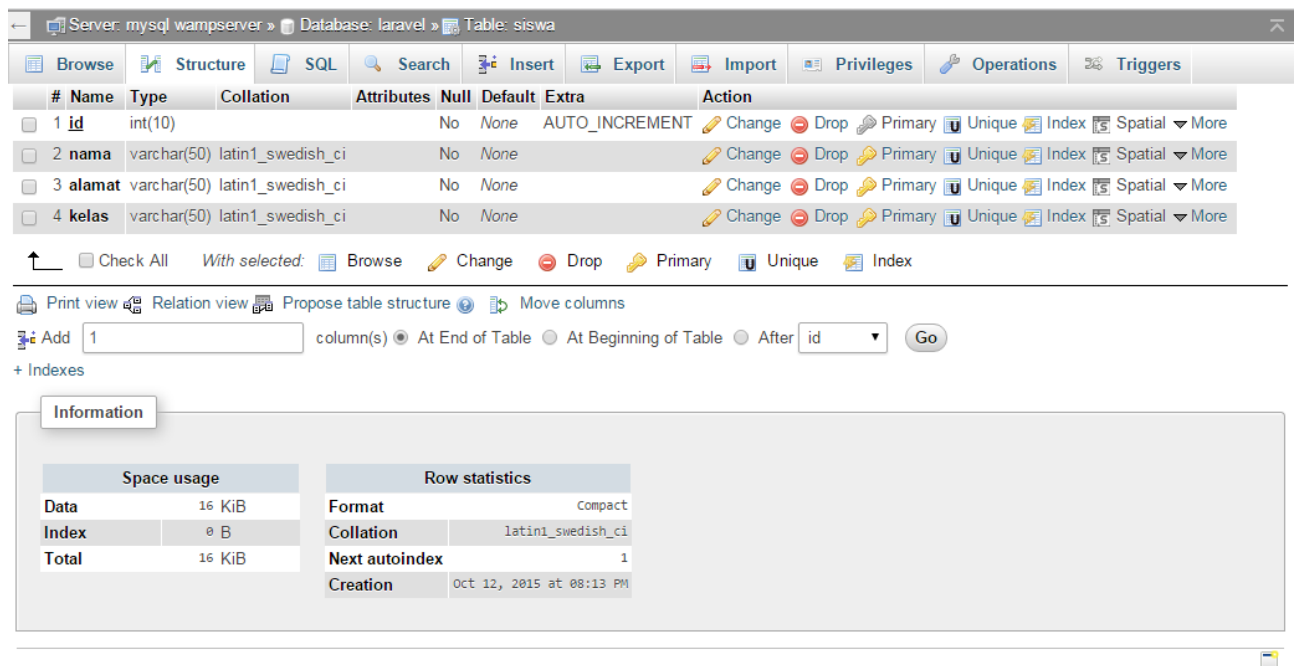 Server: mysql wampserver » Database: laravel » Table: siswa
Browse Structure SQL Search Insert Export Import Privileges Operations Triggers
# Name Type Collation Attributes Null Default Extra Action
1 id int(10) No None AUTO_INCREMENT Change Drop Primary Unique Index Spatial More
2 nama varchar(50) latin1_swedish_ci No None Change Drop Primary Unique Index Spatial More
3 alamat varchar(50) latin1_swedish_ci No None Change Drop Primary Unique Index Spatial More
4 kelas varchar(50) latin1_swedish_ci No None Change Drop Primary Unique Index Spatial More
Check All With selected: Browse Change Drop Primary Unique Index
Print view Relation view Propose table structure Move columns
Add 1 column(s) At End of Table At Beginning of Table After id Go
+ Indexes
Information
Space usage
Data 16 KiB
Index 0 B
Total 16 KiB
Row statistics
Format Compact
Collation latin1_swedish_ci
Next autoindex 1
Creation Oct 12, 2015 at 08:13 PM